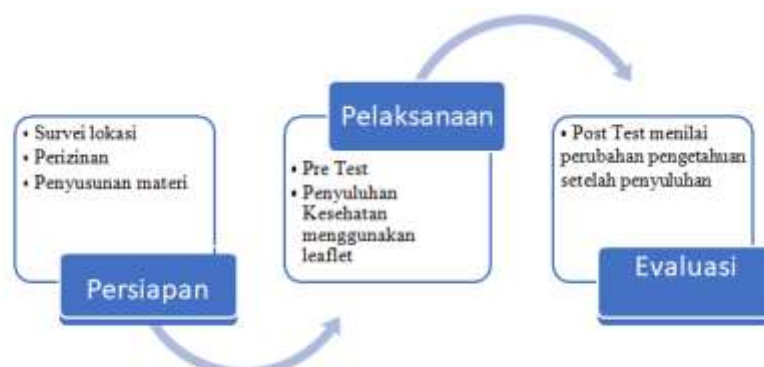 • Survei lokasi
• Perizinan
• Penyusunan materi
Persiapan
Pelaksanaan
• Pre Test
• Penyuluhan
Kesehatan
menggunakan
leaflet
• Post Test menilai
perubahan pengetahuan
setelah penyuluhan
Evaluasi